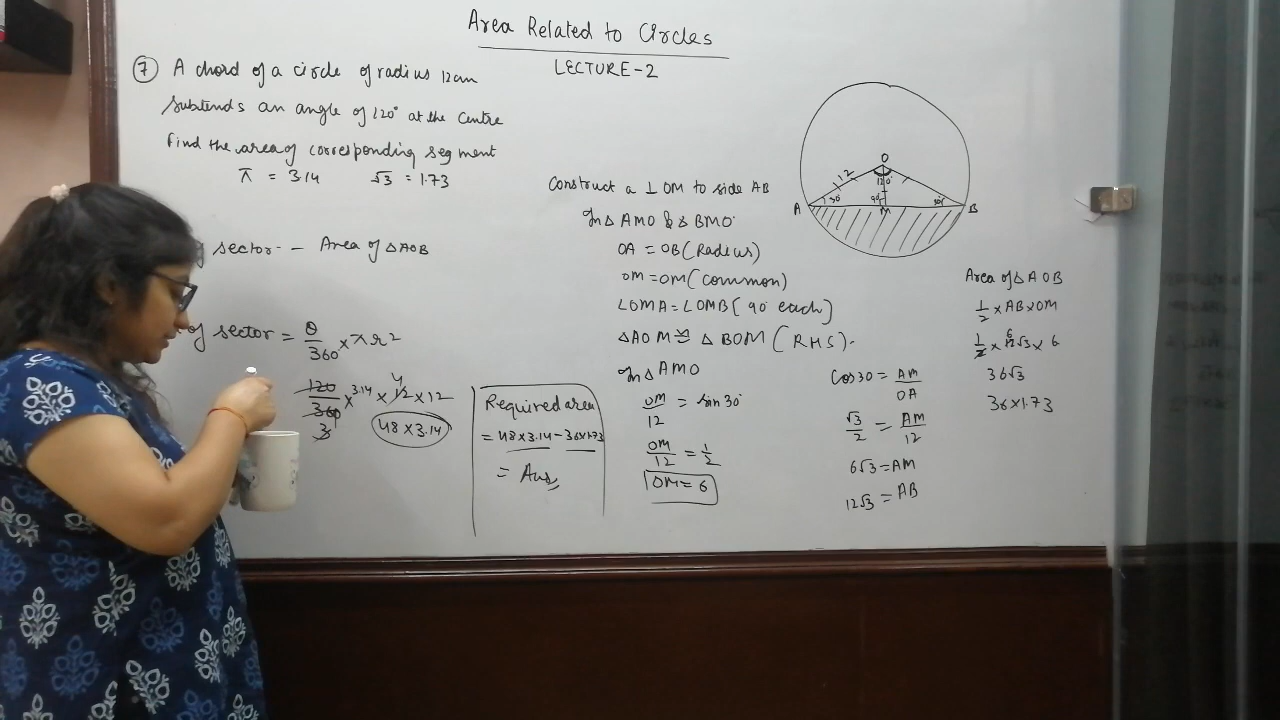 Area Related to Circles
LECTURE-2
7 A chord of a circle of radius 12cm
subtends an angle of 120° at the centre
Find the area of corresponding segment
π = 3.14 √3 = 1.73
sector - Area of △AOB
of sector = θ/360 × πr²
120/360 × 3.14 × 12 × 12
3
4
48 × 3.14
Required area
= 48×3.14 - 36×1.73
= Ans
Construct a ⊥ OM to side AB
In △ AMO & △ BMO
OA = OB (Radius)
OM = OM (common)
∠OMA = ∠OMB [90° each]
△AOM ≅ △BOM (RHS).
In △ AMO
OM/12 = sin 30°
OM/12 = 1/2
OM = 6
Cos 30 = AM/OA
√3/2 = AM/12
6√3 = AM
12√3 = AB
O
12
120°
30°
90°
30°
A
M
B
Area of △AOB
1/2 × AB × OM
1/2 × 12√3 × 6
6
36√3
36×1.73